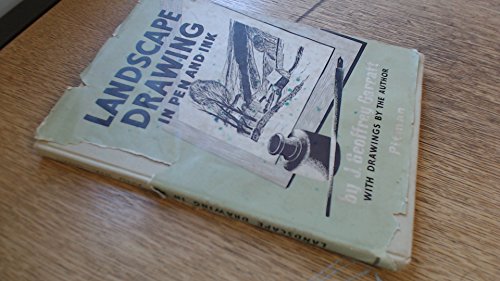 LANDSCAPE
DRAWING
IN PEN AND INK
by J. Geoffrey Garratt
WITH DRAWINGS BY THE AUTHOR
Pitman
LANDSCAPE DRAWING IN